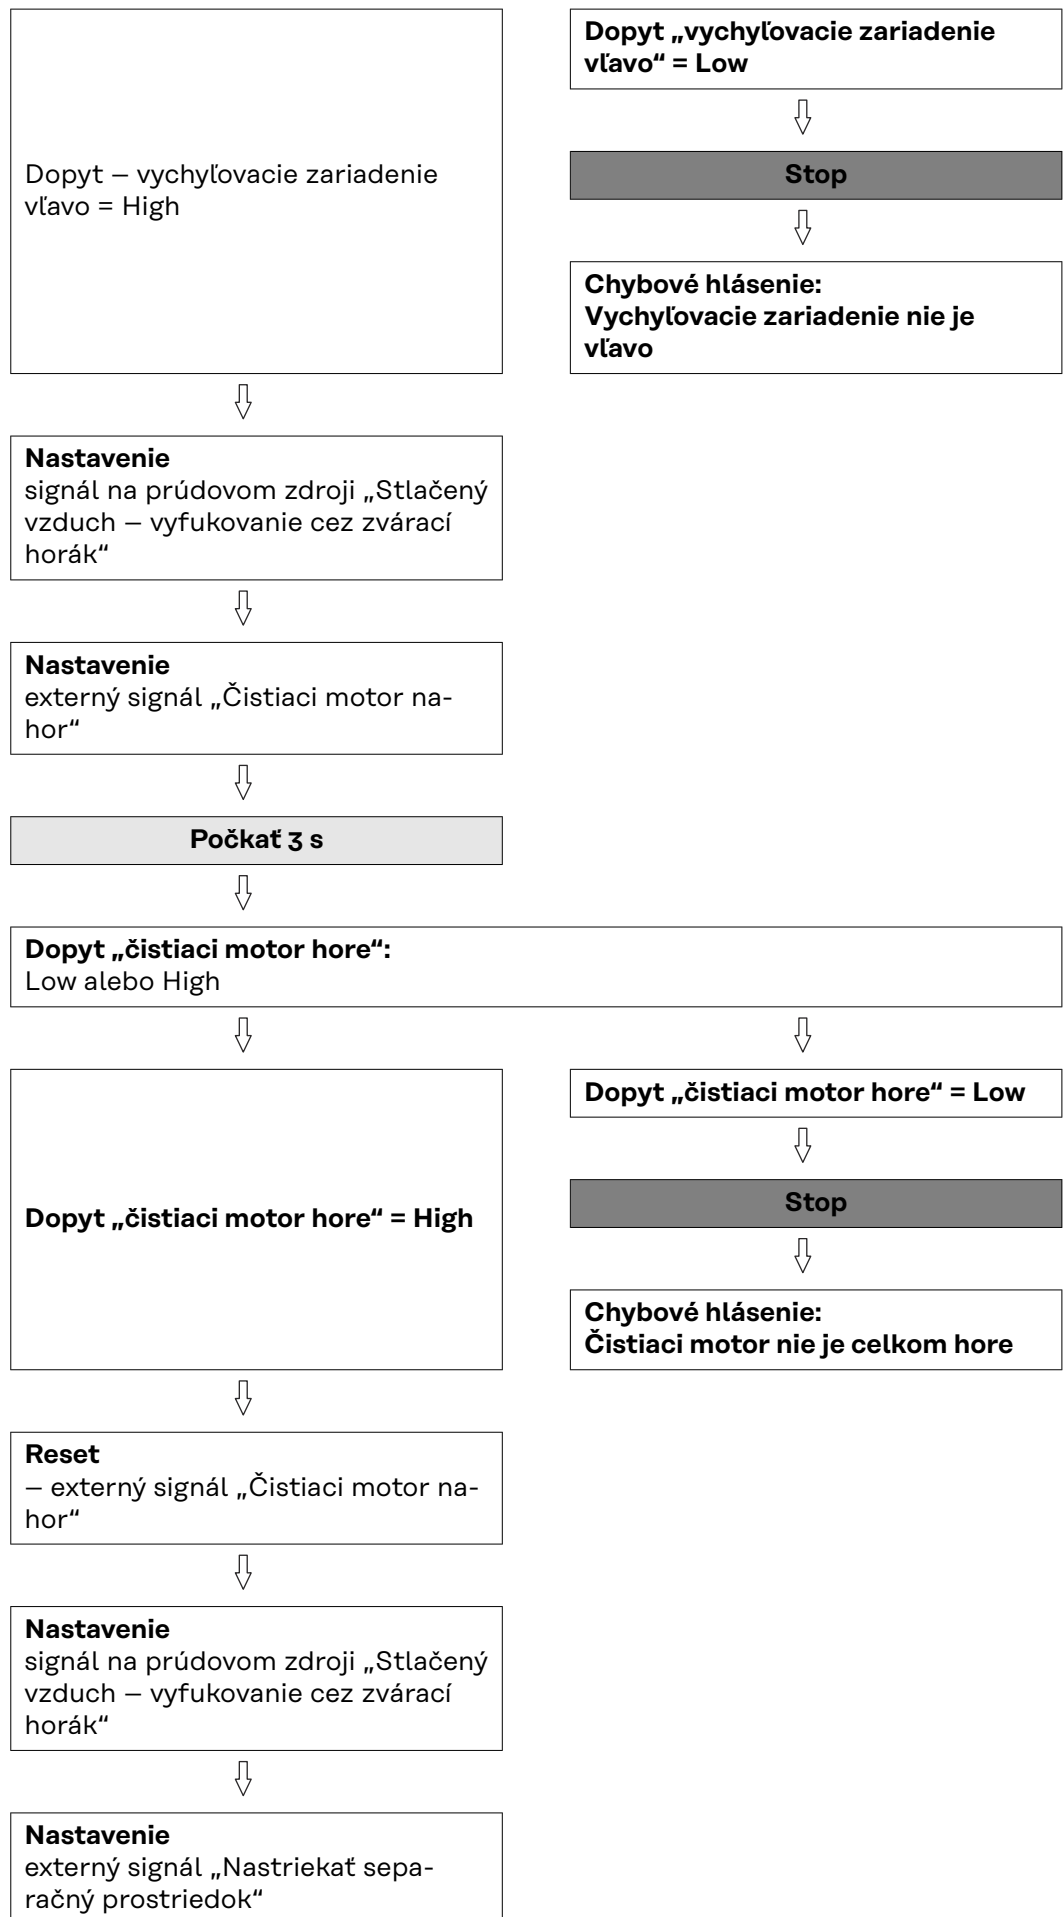 Dopyt – vychyľovacie zariadenie
vľavo = High
Dopyt „vychyľovacie zariadenie
vľavo“ = Low
Stop
Chybové hlásenie:
Vychyľovacie zariadenie nie je
vľavo
Nastavenie
signál na prúdovom zdroji „Stlačený
vzduch – vyfukovanie cez zvárací
horák“
Nastavenie
externý signál „Čistiaci motor na-
hor“
Počkať 3 s
Dopyt „čistiaci motor hore“:
Low alebo High
Dopyt „čistiaci motor hore“ = High
Dopyt „čistiaci motor hore“ = Low
Stop
Chybové hlásenie:
Čistiaci motor nie je celkom hore
Reset
– externý signál „Čistiaci motor na-
hor“
Nastavenie
signál na prúdovom zdroji „Stlačený
vzduch – vyfukovanie cez zvárací
horák“
Nastavenie
externý signál „Nastriekať sepa-
račný prostriedok“